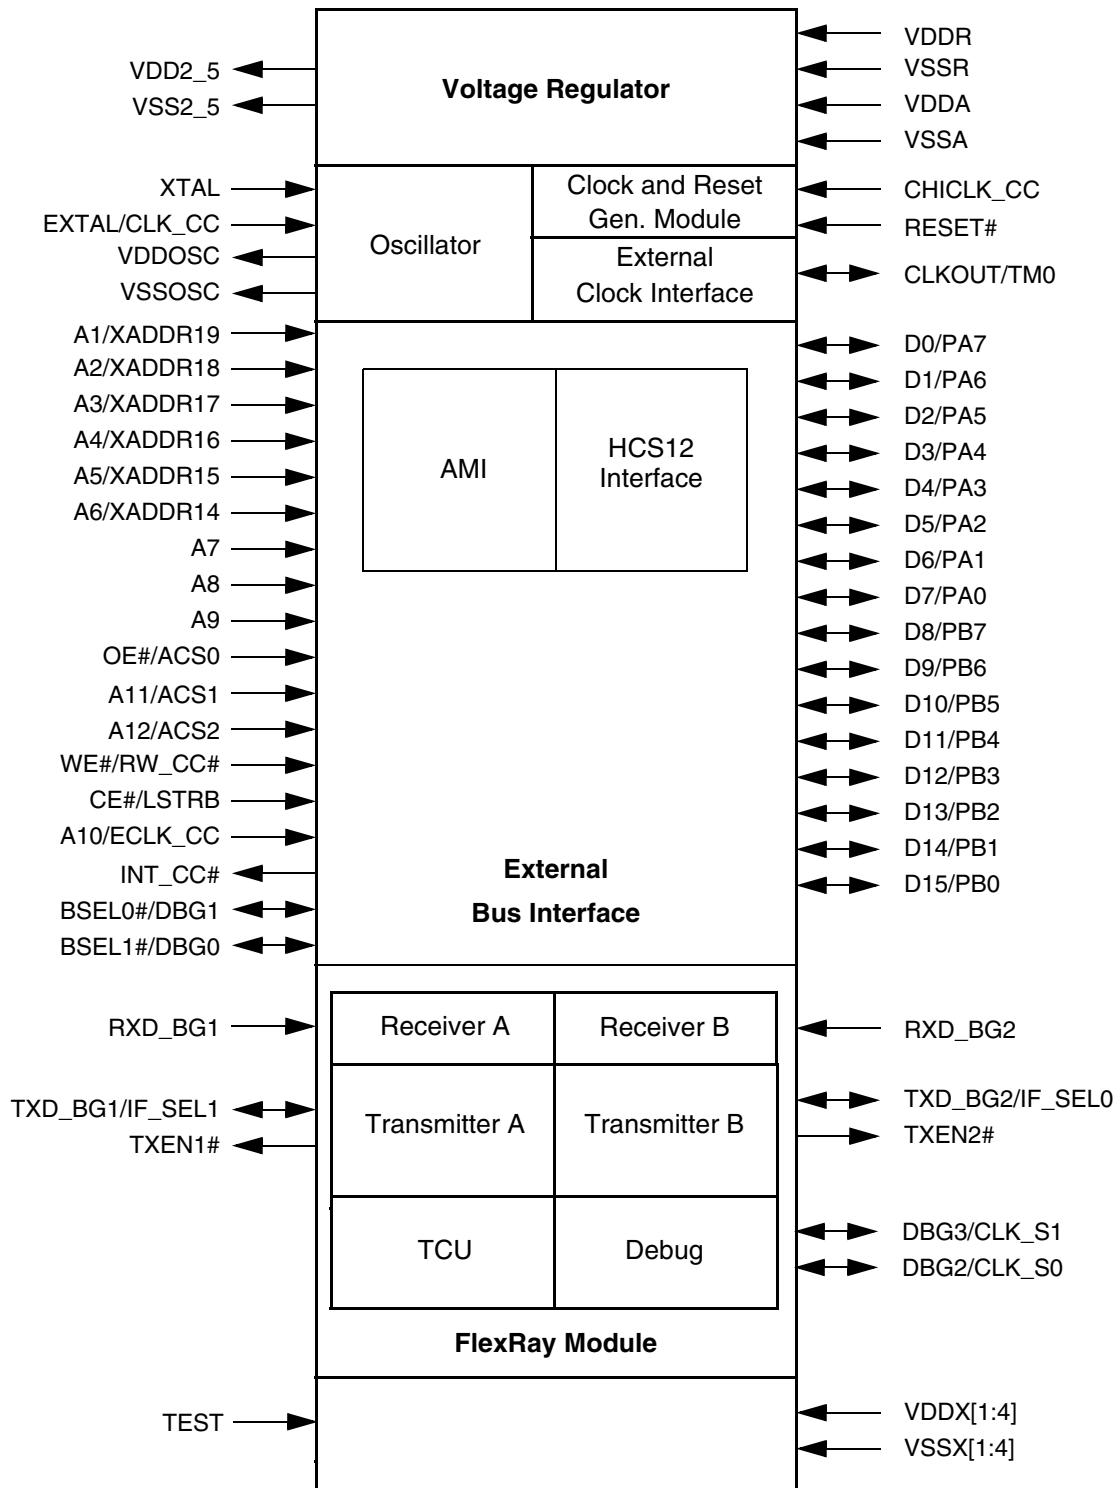 VDD2_5
VSS2_5
Voltage Regulator
VDDR
VSSR
VDDA
VSSA
XTAL
EXTAL/CLK_CC
VDDOSC
VSSOSC
Oscillator
Clock and Reset
Gen. Module
External
Clock Interface
CHICLK_CC
RESET#
CLKOUT/TM0
A1/XADDR19
A2/XADDR18
A3/XADDR17
A4/XADDR16
A5/XADDR15
A6/XADDR14
A7
A8
A9
OE#/ACS0
A11/ACS1
A12/ACS2
WE#/RW_CC#
CE#/LSTRB
A10/ECLK_CC
INT_CC#
BSEL0#/DBG1
BSEL1#/DBG0
AMI
HCS12
Interface
External
Bus Interface
D0/PA7
D1/PA6
D2/PA5
D3/PA4
D4/PA3
D5/PA2
D6/PA1
D7/PA0
D8/PB7
D9/PB6
D10/PB5
D11/PB4
D12/PB3
D13/PB2
D14/PB1
D15/PB0
RXD_BG1
TXD_BG1/IF_SEL1
TXEN1#
Receiver A
Receiver B
Transmitter A
Transmitter B
TCU
Debug
FlexRay Module
RXD_BG2
TXD_BG2/IF_SEL0
TXEN2#
DBG3/CLK_S1
DBG2/CLK_S0
TEST
VDDX[1:4]
VSSX[1:4]